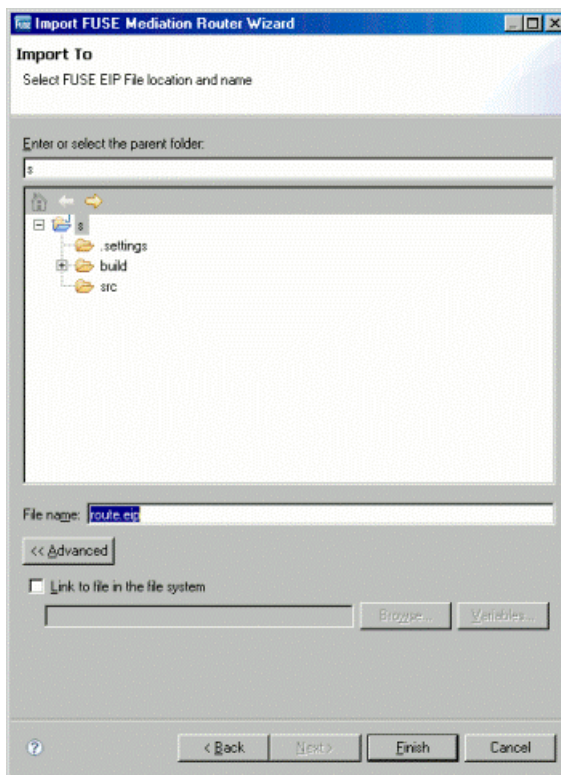 Import FUSE Mediation Router Wizard
Import To
Select FUSE EIP File location and name
Enter or select the parent folder:
s
s
.settings
build
src
File name: route.eip
<< Advanced
Link to file in the file system
Browse... Variables...
< Back Next > Finish Cancel